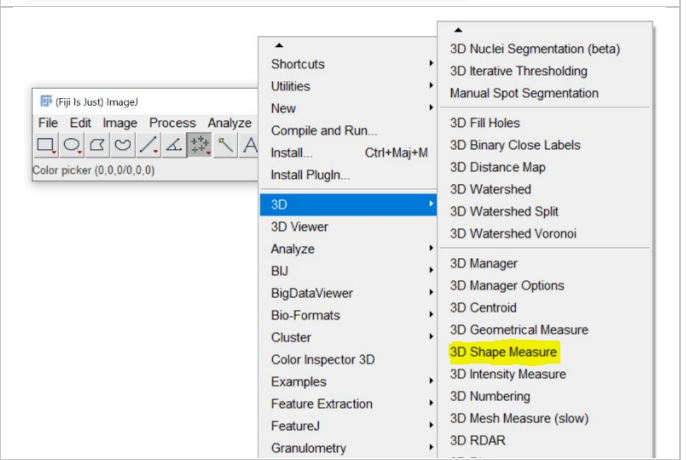 (Fiji Is Just) ImageJ
File Edit Image Process Analyze
A
Color picker (0,0,0/0,0,0)
Shortcuts
Utilities
New
Compile and Run...
Install... Ctrl+Maj+M
Install PlugIn...
3D
3D Viewer
Analyze
BIJ
BigDataViewer
Bio-Formats
Cluster
Color Inspector 3D
Examples
Feature Extraction
FeatureJ
Granulometry
3D Nuclei Segmentation (beta)
3D Iterative Thresholding
Manual Spot Segmentation
3D Fill Holes
3D Binary Close Labels
3D Distance Map
3D Watershed
3D Watershed Split
3D Watershed Voronoi
3D Manager
3D Manager Options
3D Centroid
3D Geometrical Measure
3D Shape Measure
3D Intensity Measure
3D Numbering
3D Mesh Measure (slow)
3D RDAR